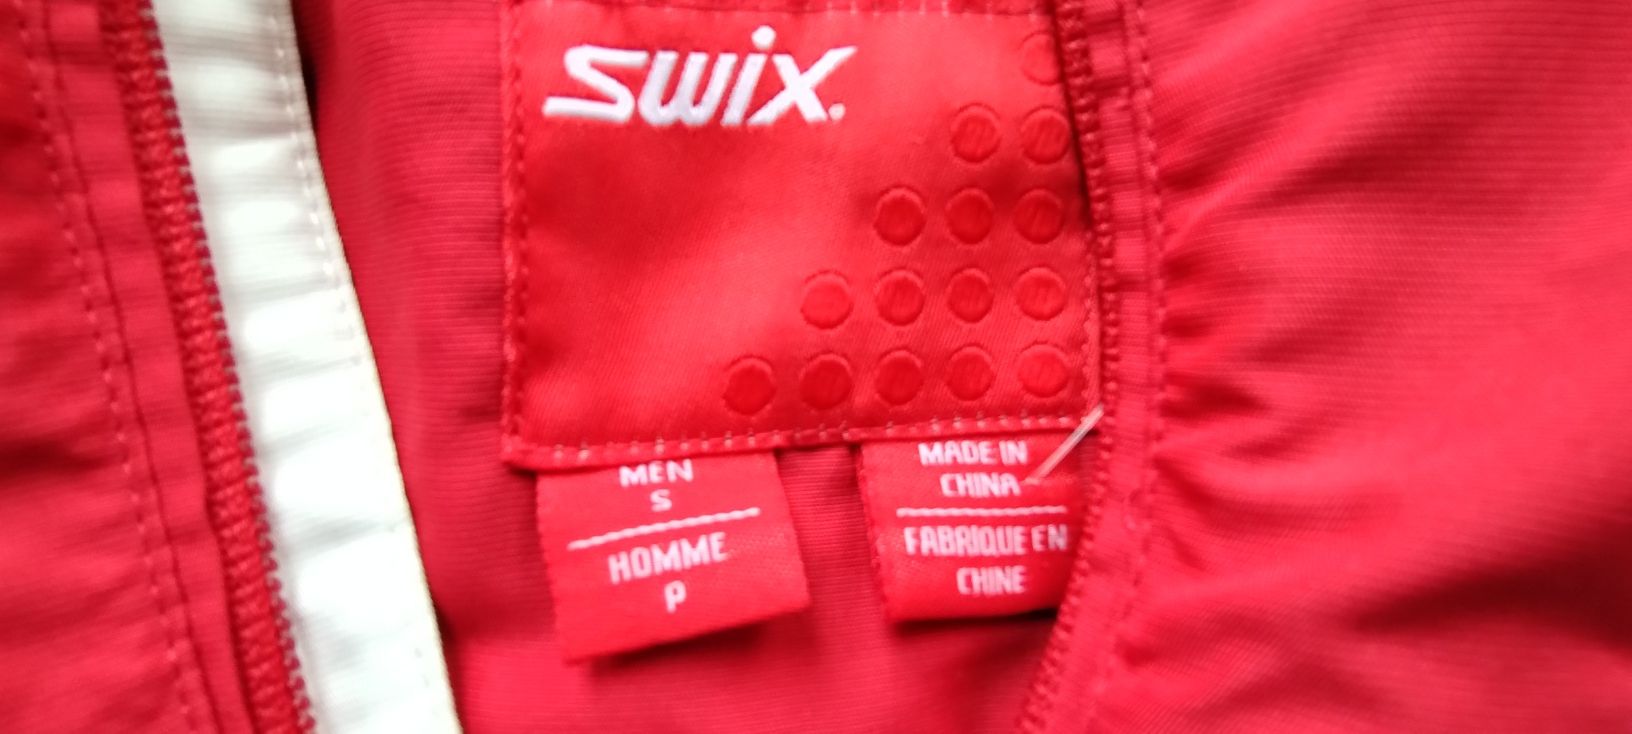 SWIX.
MEN
S
HOMME
P
MADE IN
CHINA
FABRIQUE EN
CHINE